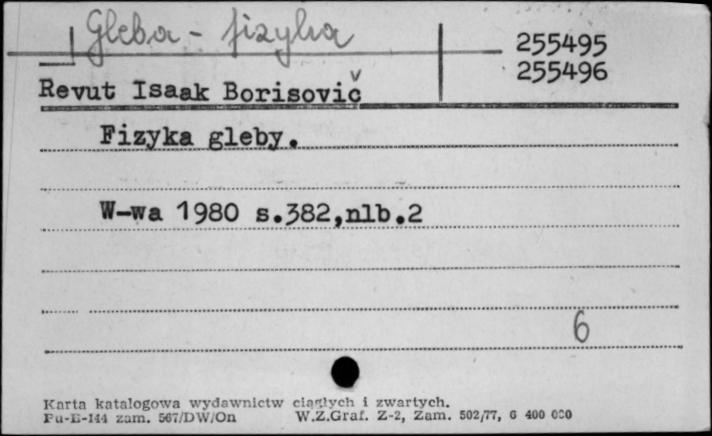 Gleba - fizyka
255495
255496
Revut Isaak Borisovič
Fizyka gleby.
W-wa 1980 s.382,nlb.2
6
Karta katalogowa wydawnictw ciągłych i zwartych.
Pu-E-144 zam. 567/DW/On W.Z.Graf. Z-2, Zam. 502/77, 6 400 000